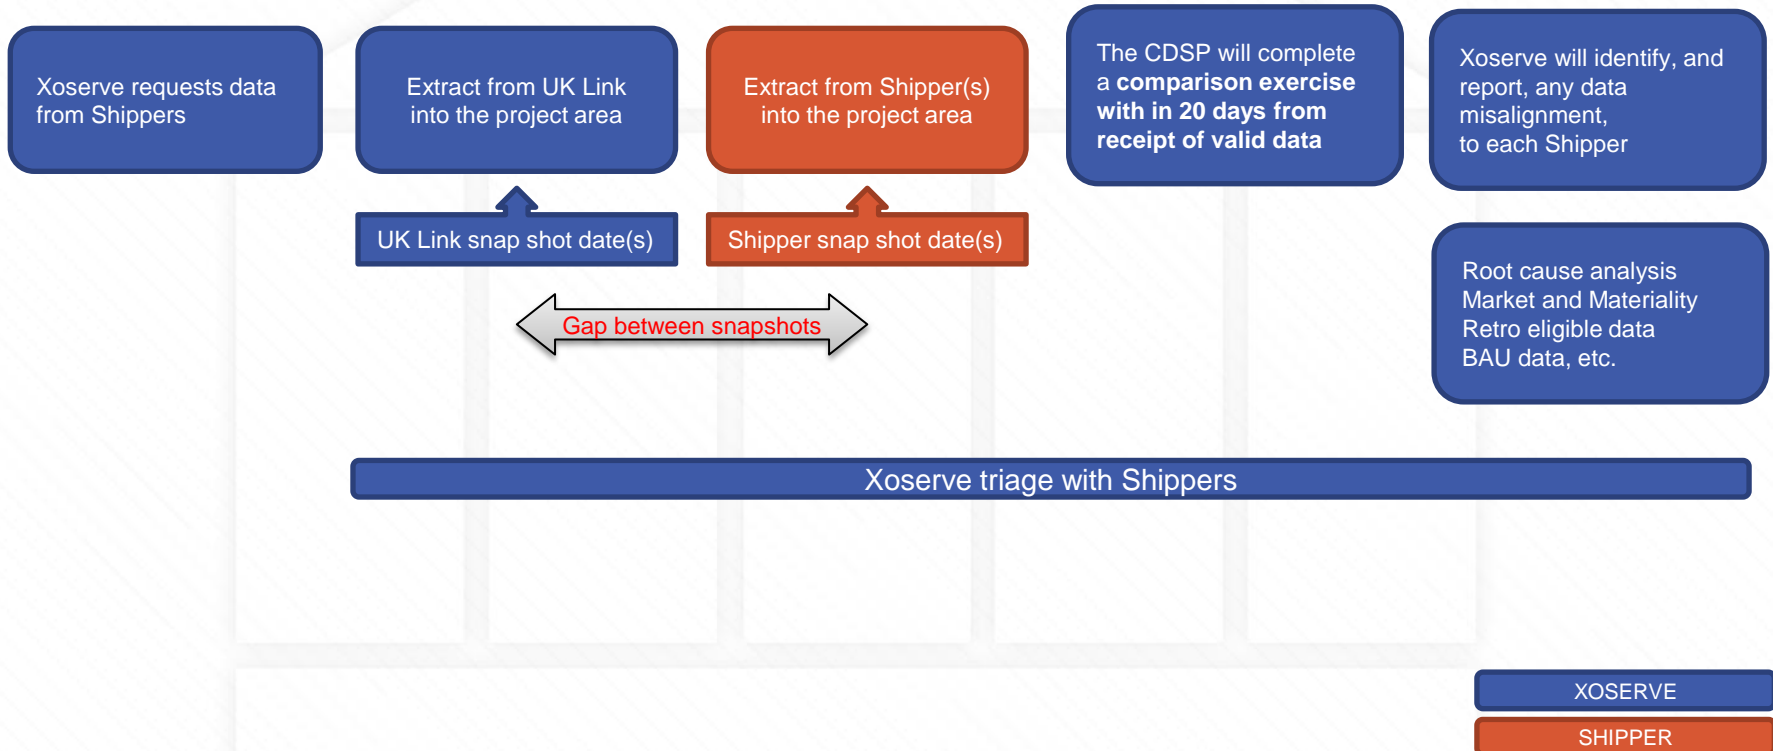 Xoserve requests data
from Shippers
Extract from UK Link
into the project area
Extract from Shipper(s)
into the project area
The CDSP will complete
a comparison exercise
with in 20 days from
receipt of valid data
Xoserve will identify, and
report, any data
misalignment,
to each Shipper
UK Link snap shot date(s)
Shipper snap shot date(s)
Gap between snapshots
Root cause analysis
Market and Materiality
Retro eligible data
BAU data, etc.
Xoserve triage with Shippers
XOSERVE
SHIPPER